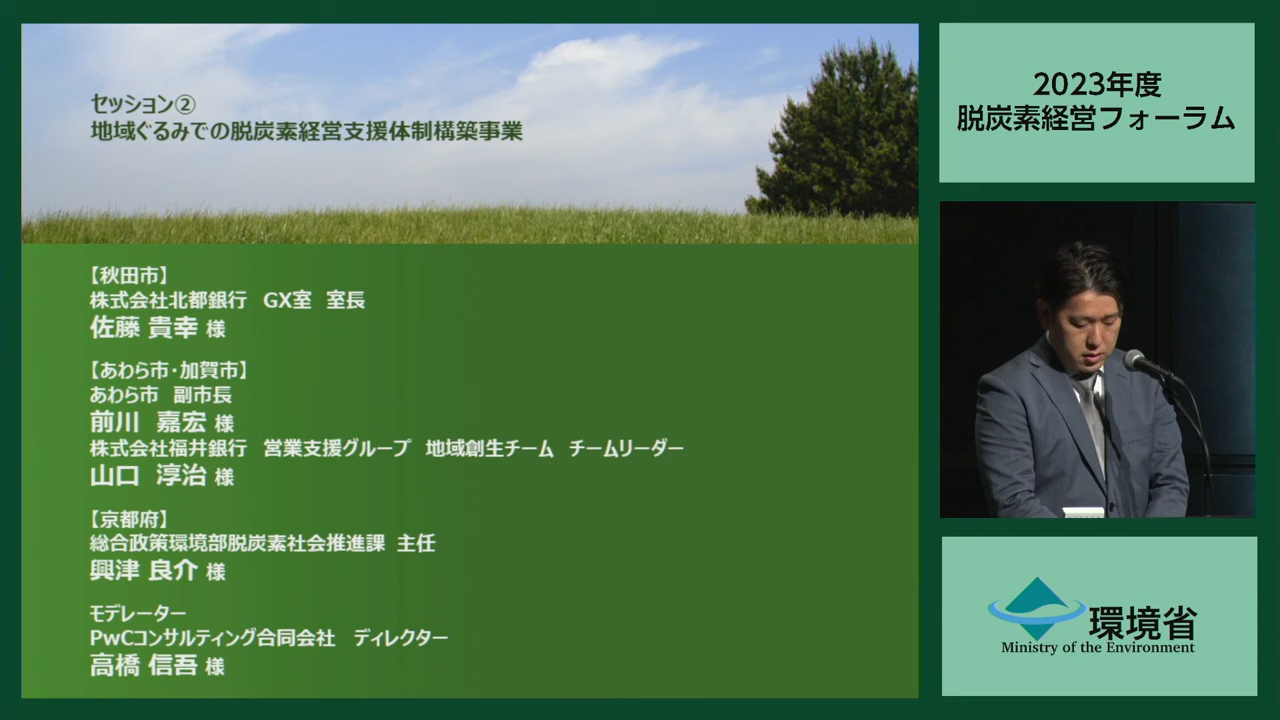 セッション②
地域ぐるみでの脱炭素経営支援体制構築事業
【秋田市】
株式会社北都銀行 GX室 室長
佐藤 貴幸 様
【あわら市・加賀市】
あわら市 副市長
前川 嘉宏 様
株式会社福井銀行 営業支援グループ 地域創生チーム チームリーダー
山口 淳治 様
【京都府】
総合政策環境部脱炭素社会推進課 主任
興津 良介 様
モデレーター
PwCコンサルティング合同会社 ディレクター
高橋 信吾 様
2023年度
脱炭素経営フォーラム
環境省
Ministry of the Environment